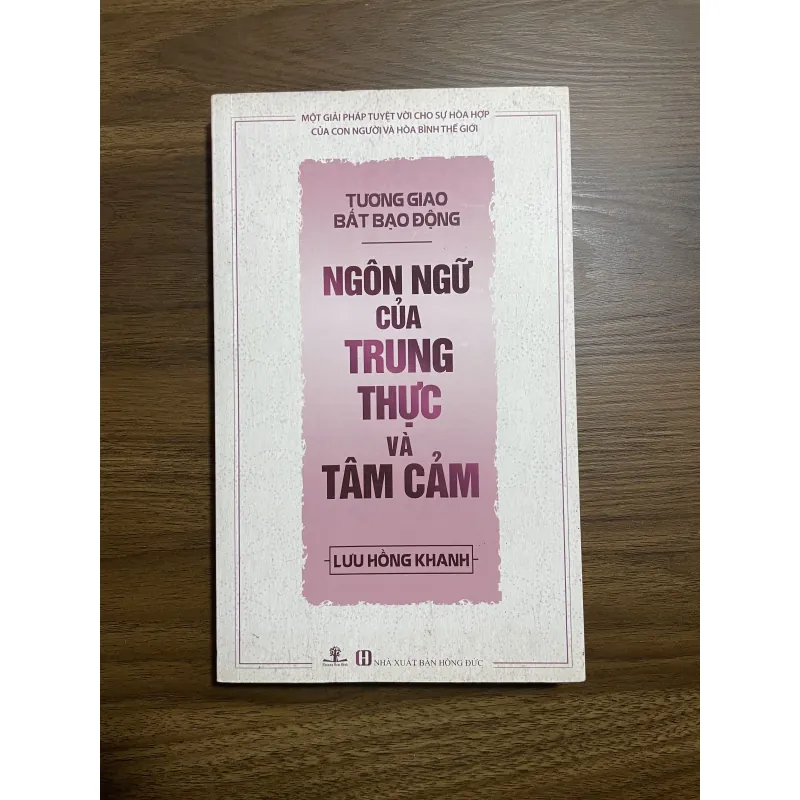 MỘT GIẢI PHÁP TUYỆT VỜI CHO SỰ HÒA HỢP
CỦA CON NGƯỜI VÀ HÒA BÌNH THẾ GIỚI
TƯƠNG GIAO
BẤT BẠO ĐỘNG
NGÔN NGỮ
CỦA
TRUNG
THỰC
VÀ
TÂM CẢM
LƯU HỒNG KHANH
NHÀ XUẤT BẢN HỒNG ĐỨC